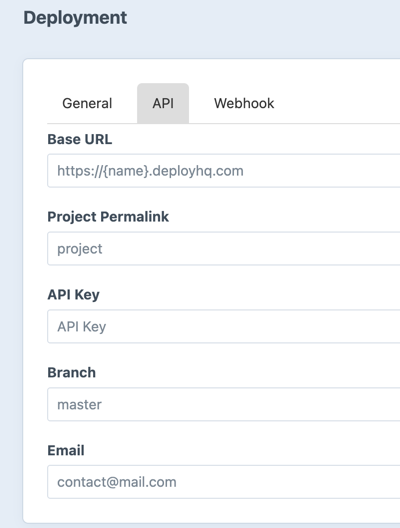 Deployment
General API Webhook
Base URL
https://{name}.deployhq.com
Project Permalink
project
API Key
API Key
Branch
master
Email
contact@mail.com